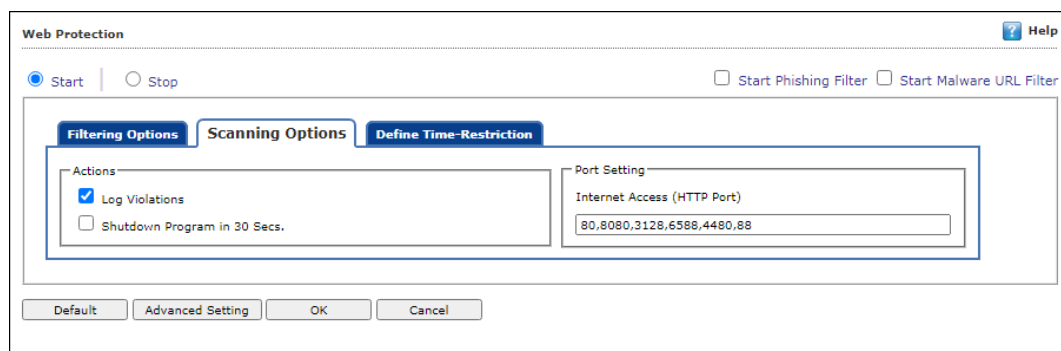 Web Protection
? Help
Start Stop Start Phishing Filter Start Malware URL Filter
Filtering Options Scanning Options Define Time-Restriction
Actions Port Setting
Log Violations Internet Access (HTTP Port)
Shutdown Program in 30 Secs. 80,8080,3128,6588,4480,88
Default Advanced Setting OK Cancel